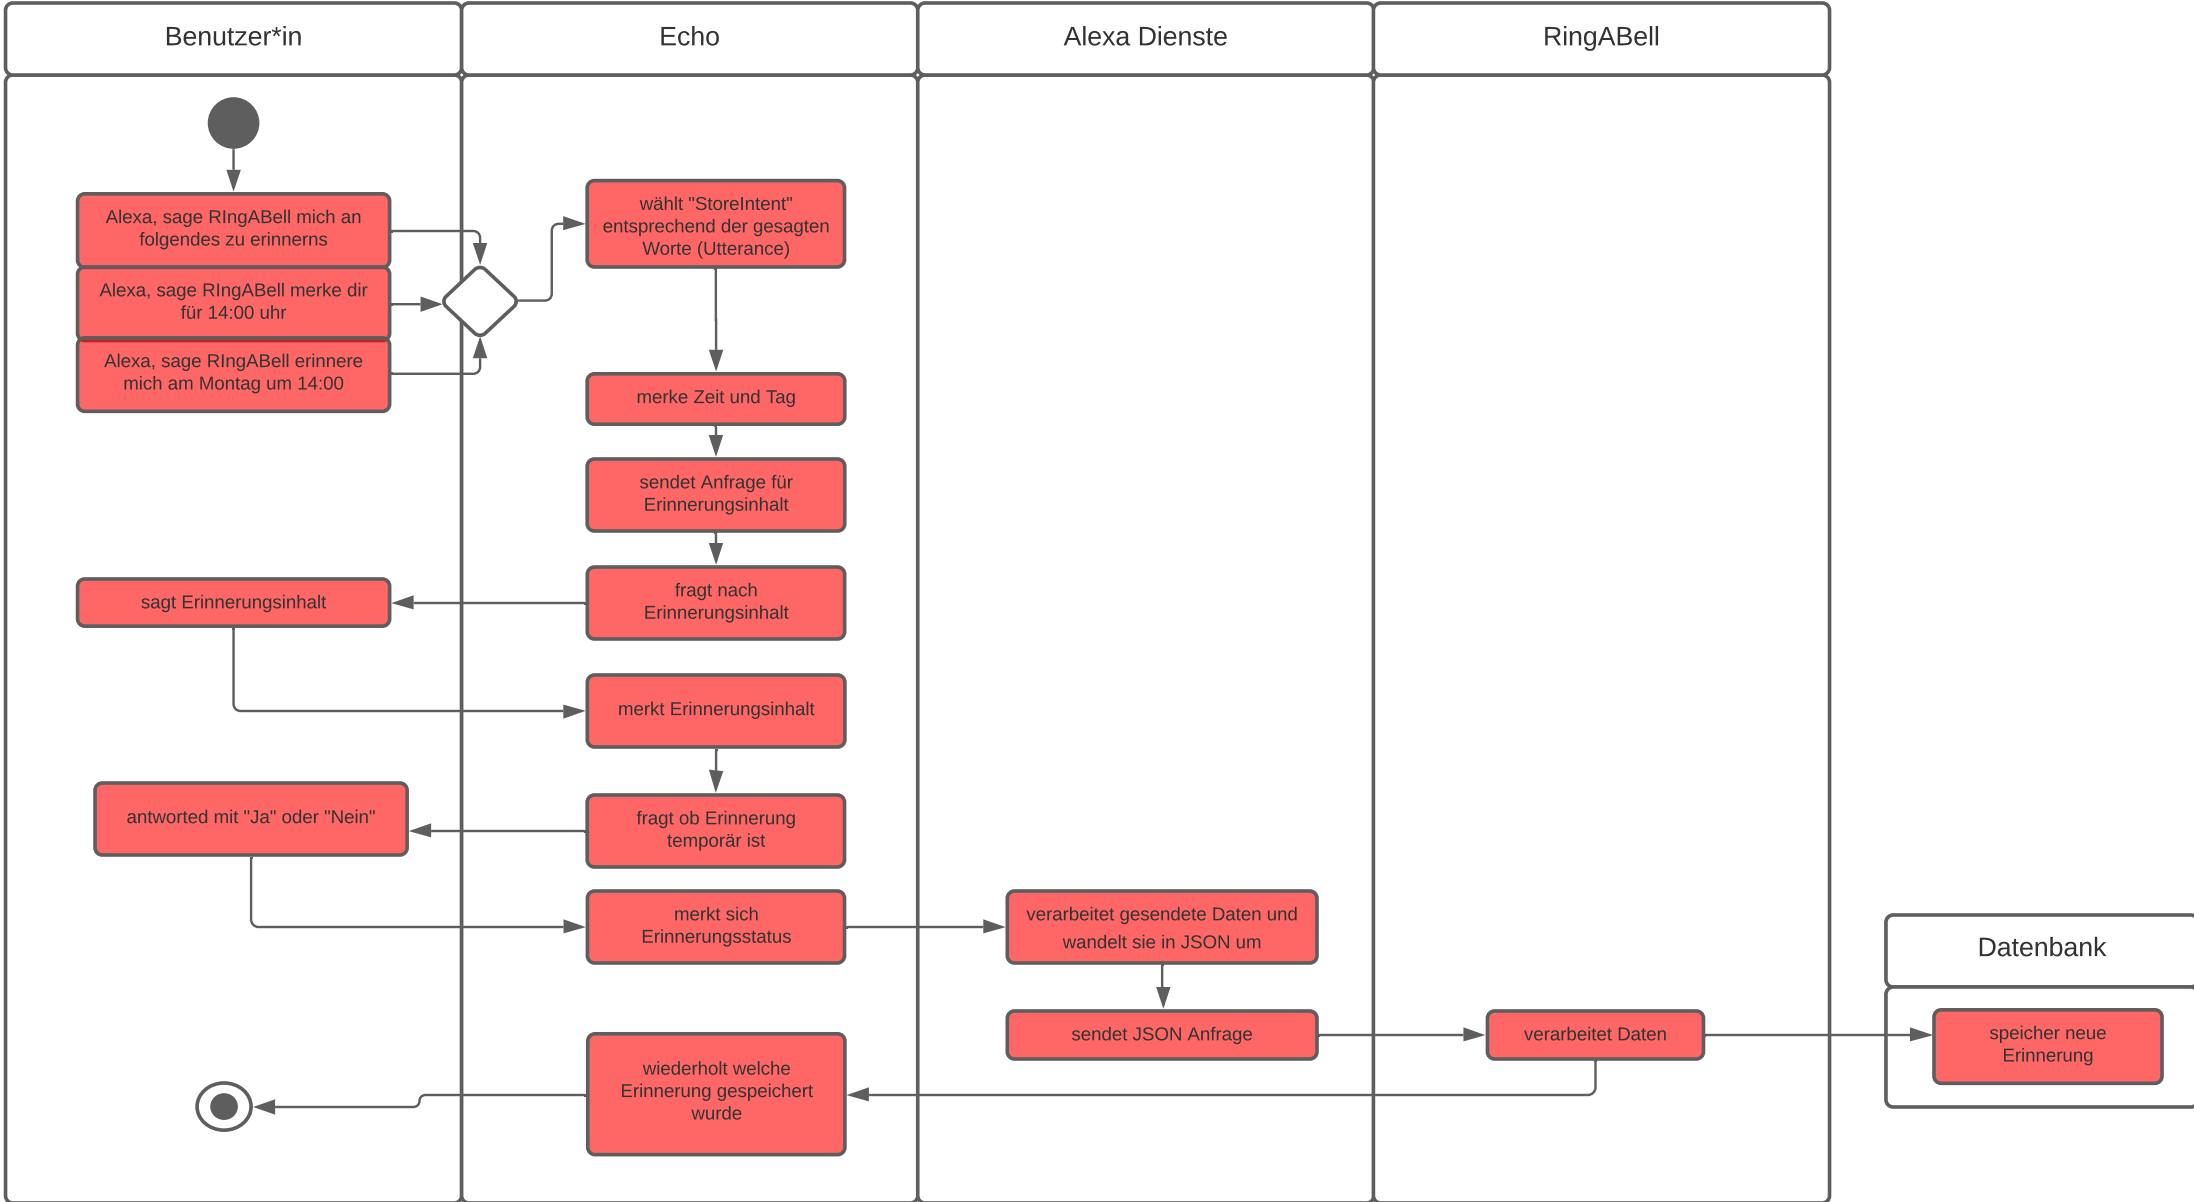 Benutzer*in
Echo
Alexa Dienste
RingABell
Alexa, sage RIngABell mich an
folgendes zu erinnerns
Alexa, sage RIngABell merke dir
für 14:00 uhr
Alexa, sage RIngABell erinnere
mich am Montag um 14:00
wählt "StoreIntent"
entsprechend der gesagten
Worte (Utterance)
merke Zeit und Tag
sendet Anfrage für
Erinnerungsinhalt
fragt nach
Erinnerungsinhalt
sagt Erinnerungsinhalt
merkt Erinnerungsinhalt
fragt ob Erinnerung
temporär ist
antworted mit "Ja" oder "Nein"
merkt sich
Erinnerungsstatus
verarbeitet gesendete Daten und
wandelt sie in JSON um
sendet JSON Anfrage
verarbeitet Daten
Datenbank
speicher neue
Erinnerung
wiederholt welche
Erinnerung gespeichert
wurde